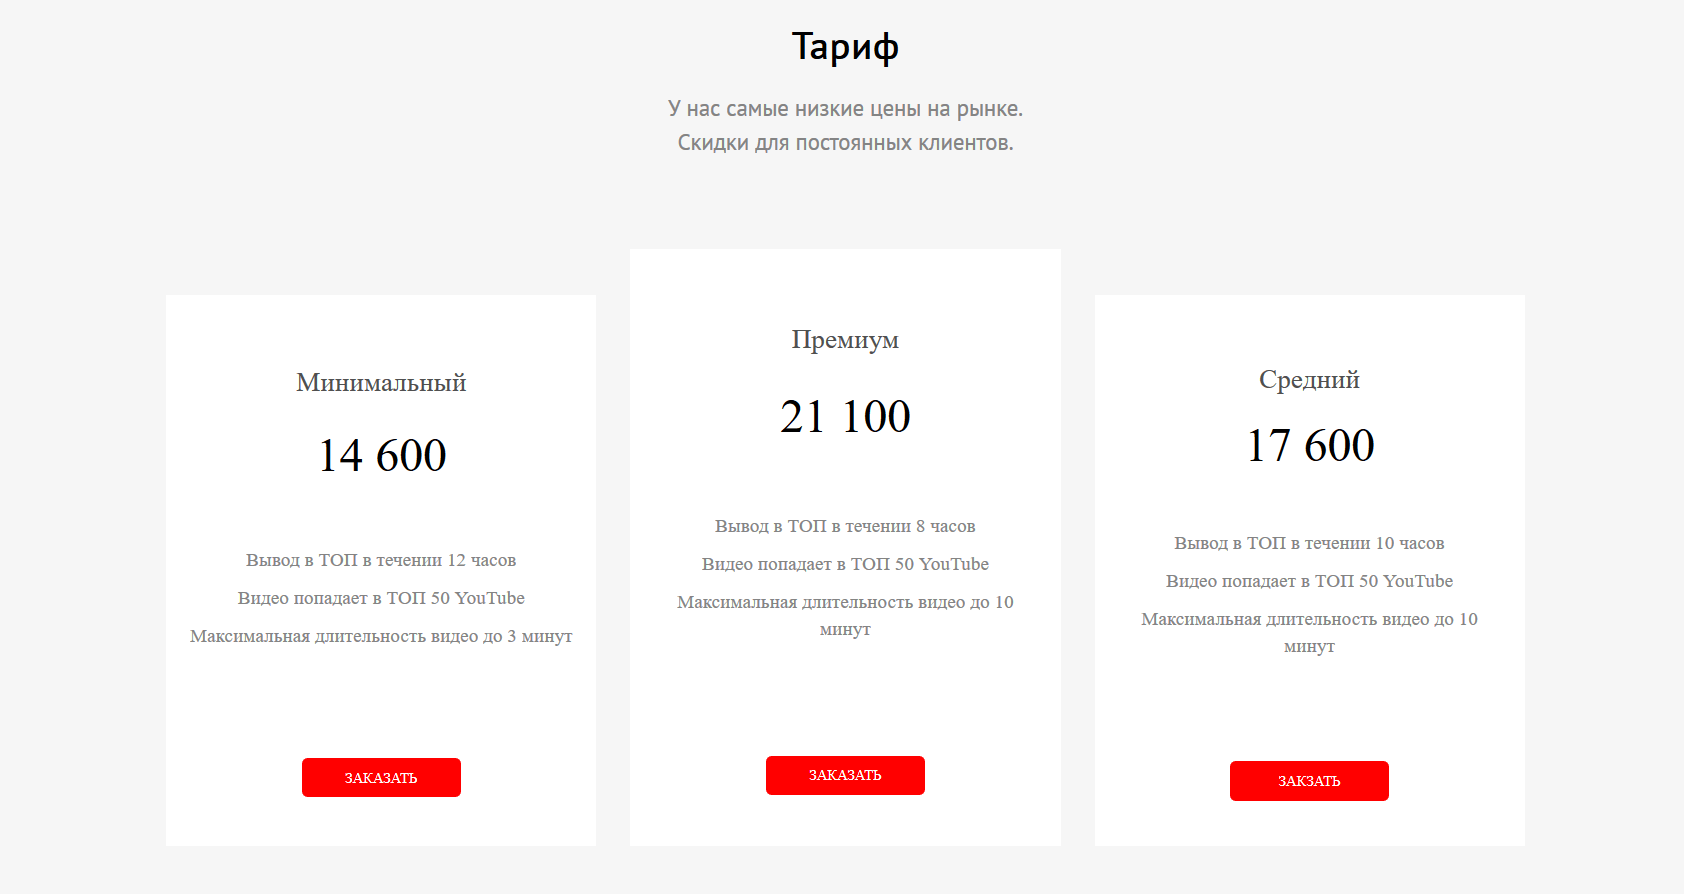 Тариф
У нас самые низкие цены на рынке.
Скидки для постоянных клиентов.
Минимальный
14 600
Вывод в ТОП в течении 12 часов
Видео попадает в ТОП 50 YouTube
Максимальная длительность видео до 3 минут
ЗАКАЗАТЬ
Премиум
21 100
Вывод в ТОП в течении 8 часов
Видео попадает в ТОП 50 YouTube
Максимальная длительность видео до 10
минут
ЗАКАЗАТЬ
Средний
17 600
Вывод в ТОП в течении 10 часов
Видео попадает в ТОП 50 YouTube
Максимальная длительность видео до 10
минут
ЗАКЗАТЬ